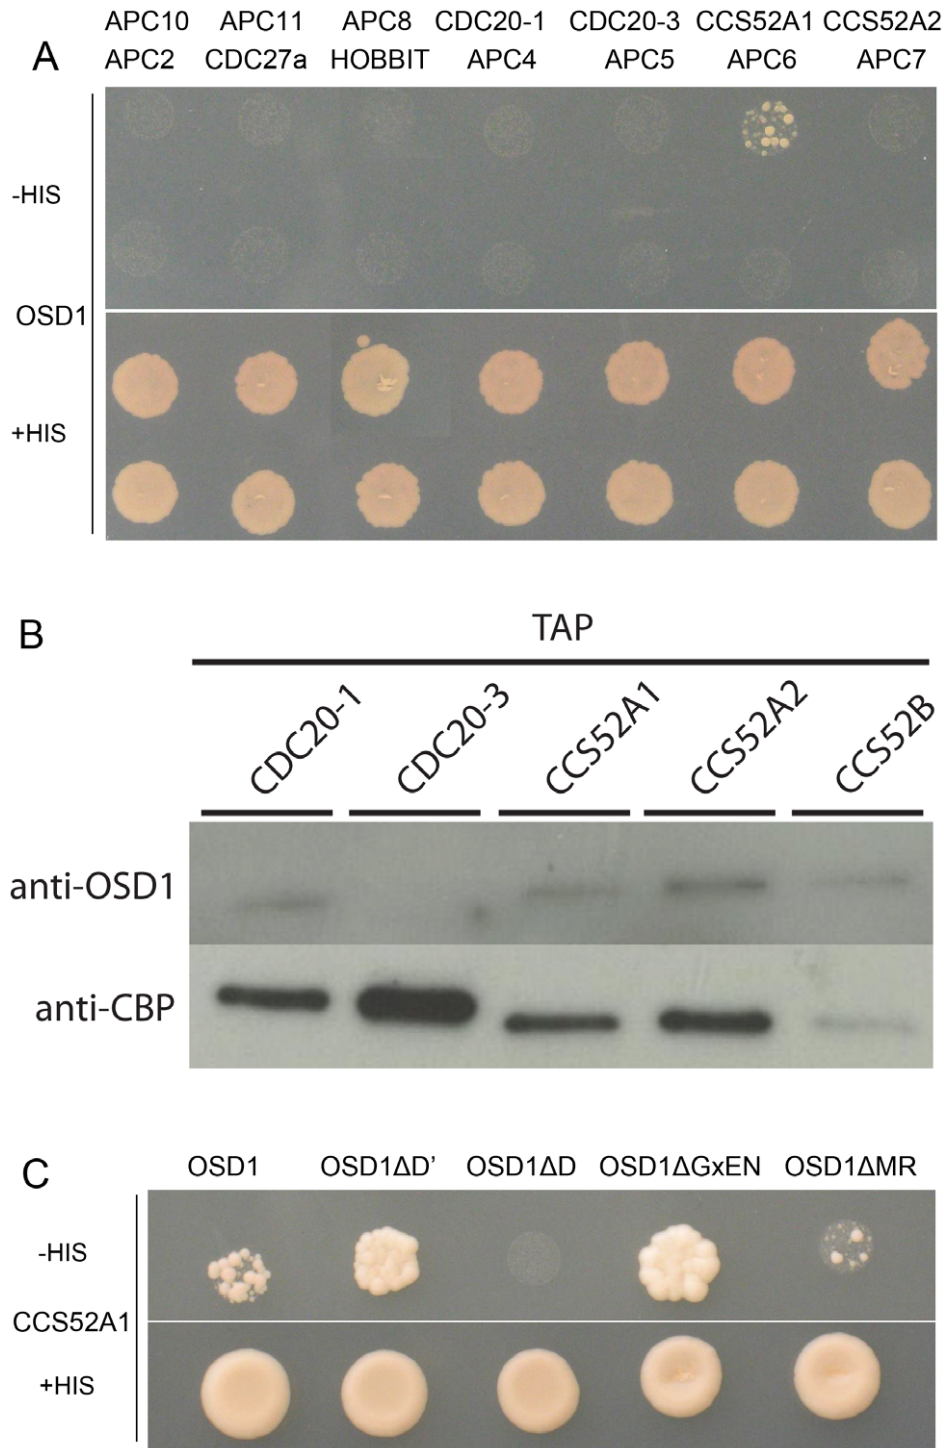 APC10 APC11 APC8 CDC20-1 CDC20-3 CCS52A1 CCS52A2
A APC2 CDC27a HOBBIT APC4 APC5 APC6 APC7
-HIS
OSD1
+HIS
B
TAP
CDC20-1 CDC20-3 CCS52A1 CCS52A2 CCS52B
anti-OSD1
anti-CBP
C OSD1 OSD1ΔD’ OSD1ΔD OSD1ΔGxEN OSD1ΔMR
-HIS
CCS52A1
+HIS